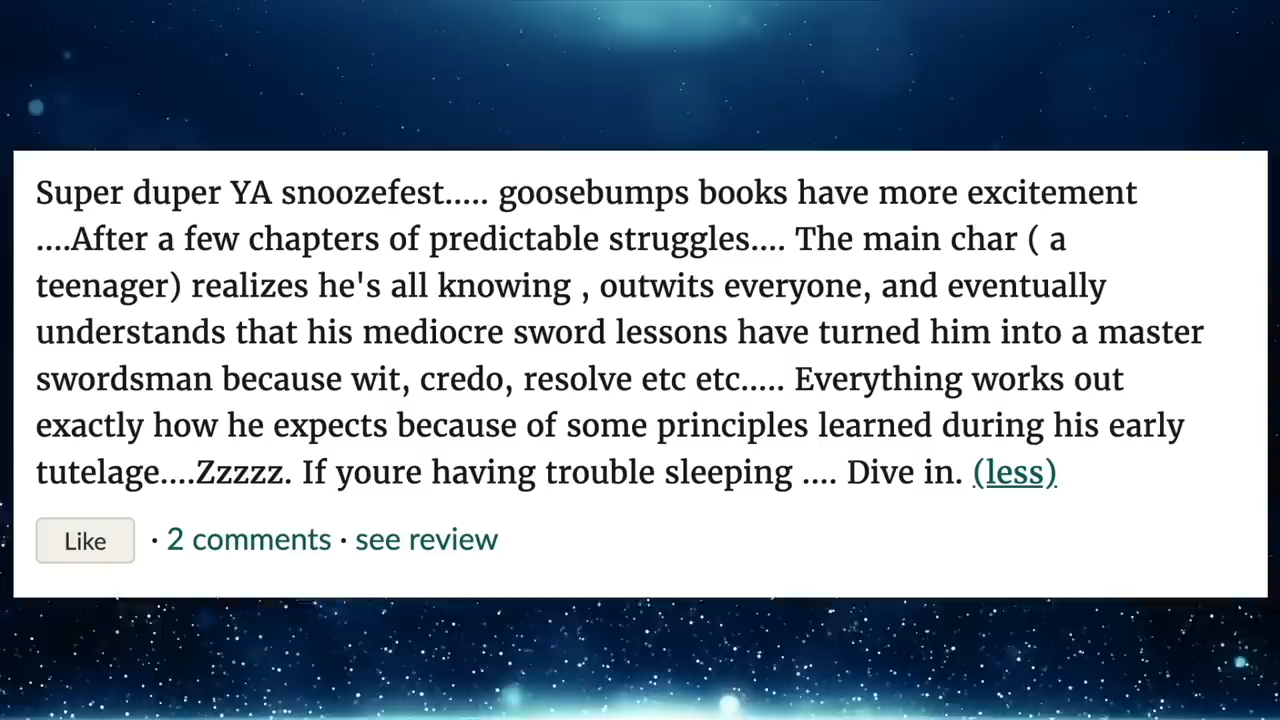 Super duper YA snoozefest..... goosebumps books have more excitement
....After a few chapters of predictable struggles.... The main char ( a
teenager) realizes he's all knowing , outwits everyone, and eventually
understands that his mediocre sword lessons have turned him into a master
swordsman because wit, credo, resolve etc etc..... Everything works out
exactly how he expects because of some principles learned during his early
tutelage....Zzzzz. If youre having trouble sleeping .... Dive in. (less)
Like · 2 comments · see review